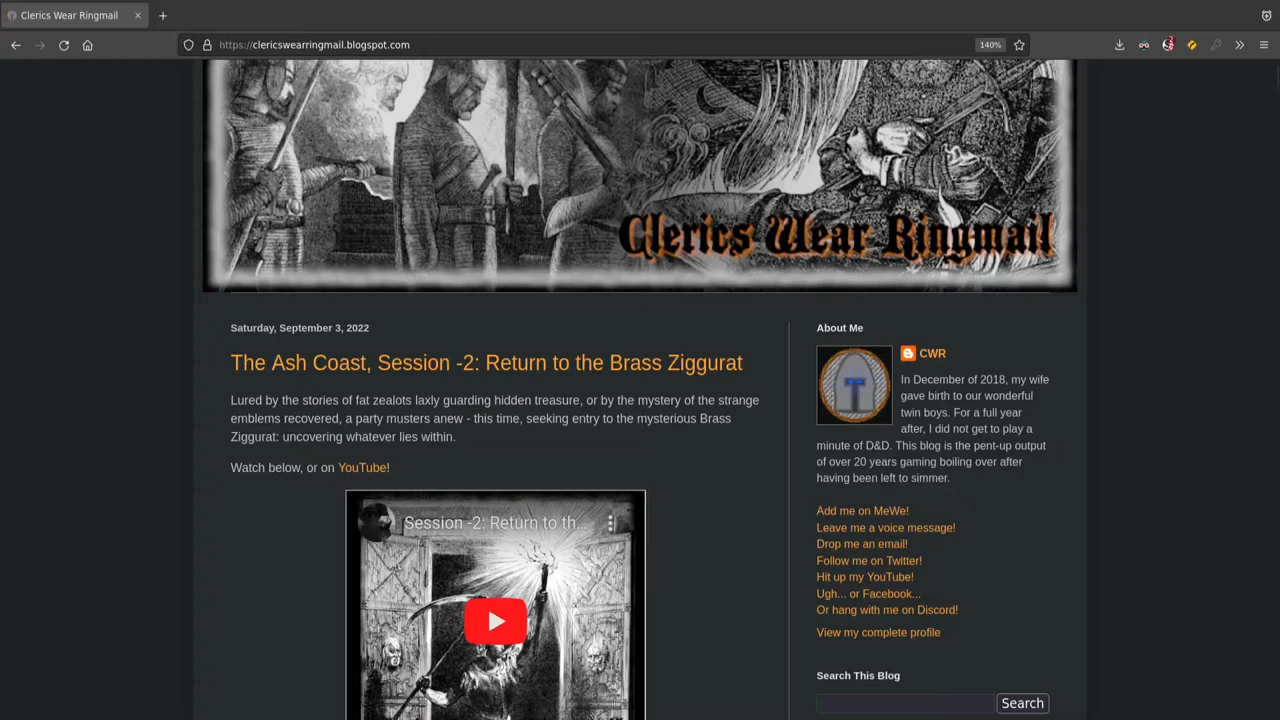 Clerics Wear Ringmail
https://clericswearringmail.blogspot.com
140%
2
Clerics Wear Ringmail
Saturday, September 3, 2022
The Ash Coast, Session -2: Return to the Brass Ziggurat
Lured by the stories of fat zealots laxly guarding hidden treasure, or by the mystery of the strange
emblems recovered, a party musters anew - this time, seeking entry to the mysterious Brass
Ziggurat: uncovering whatever lies within.
Watch below, or on YouTube!
Session -2: Return to th...
About Me
CWR
In December of 2018, my wife
gave birth to our wonderful
twin boys. For a full year
after, I did not get to play a
minute of D&D. This blog is the pent-up output
of over 20 years gaming boiling over after
having been left to simmer.
Add me on MeWe!
Leave me a voice message!
Drop me an email!
Follow me on Twitter!
Hit up my YouTube!
Ugh... or Facebook...
Or hang with me on Discord!
View my complete profile
Search This Blog
Search